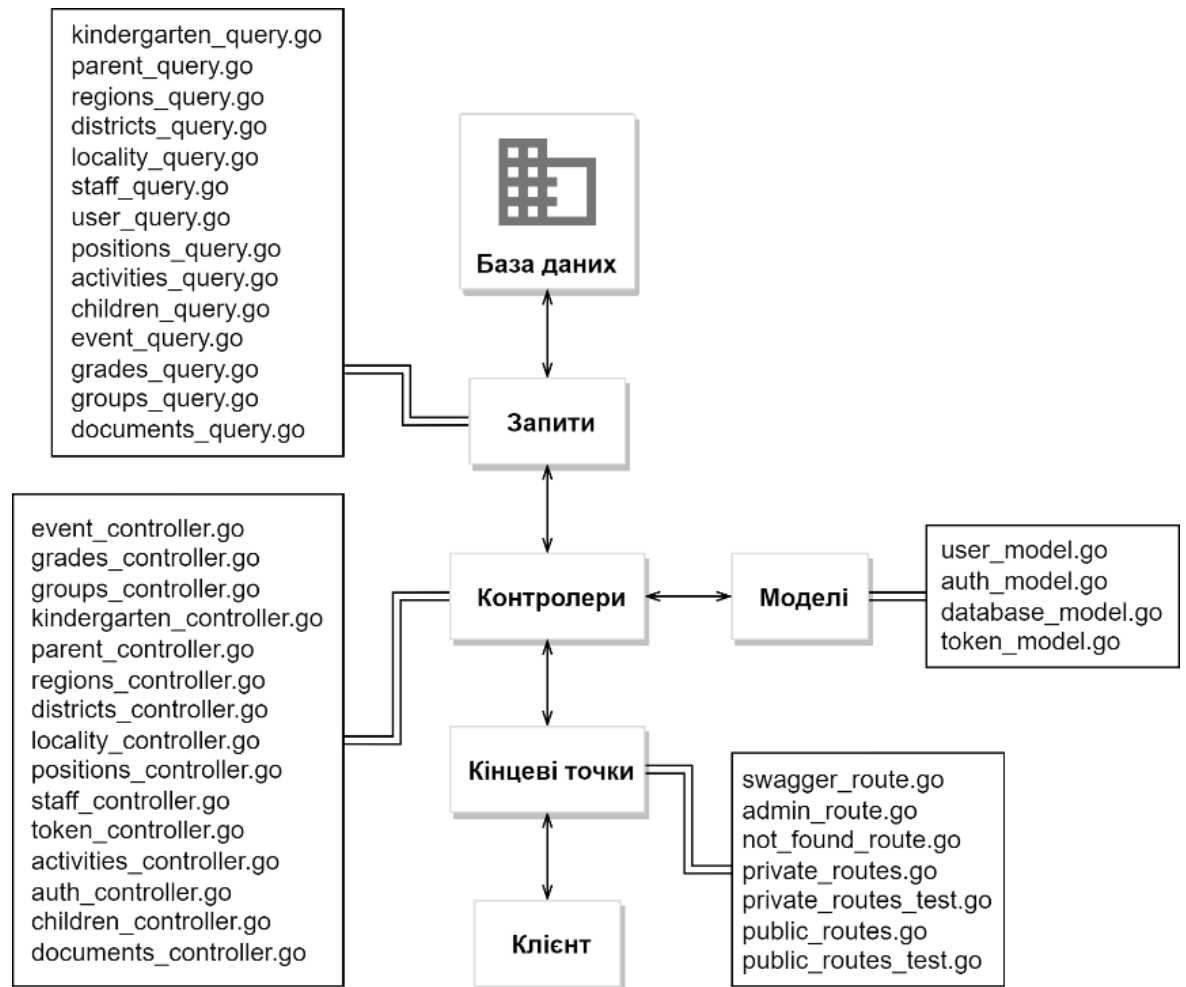 kindergarten_query.go
parent_query.go
regions_query.go
districts_query.go
locality_query.go
staff_query.go
user_query.go
positions_query.go
activities_query.go
children_query.go
event_query.go
grades_query.go
groups_query.go
documents_query.go
База даних
Запити
event_controller.go
grades_controller.go
groups_controller.go
kindergarten_controller.go
parent_controller.go
regions_controller.go
districts_controller.go
locality_controller.go
positions_controller.go
staff_controller.go
token_controller.go
activities_controller.go
auth_controller.go
children_controller.go
documents_controller.go
Контролери
Моделі
user_model.go
auth_model.go
database_model.go
token_model.go
Кінцеві точки
swagger_route.go
admin_route.go
not_found_route.go
private_routes.go
private_routes_test.go
public_routes.go
public_routes_test.go
Клієнт